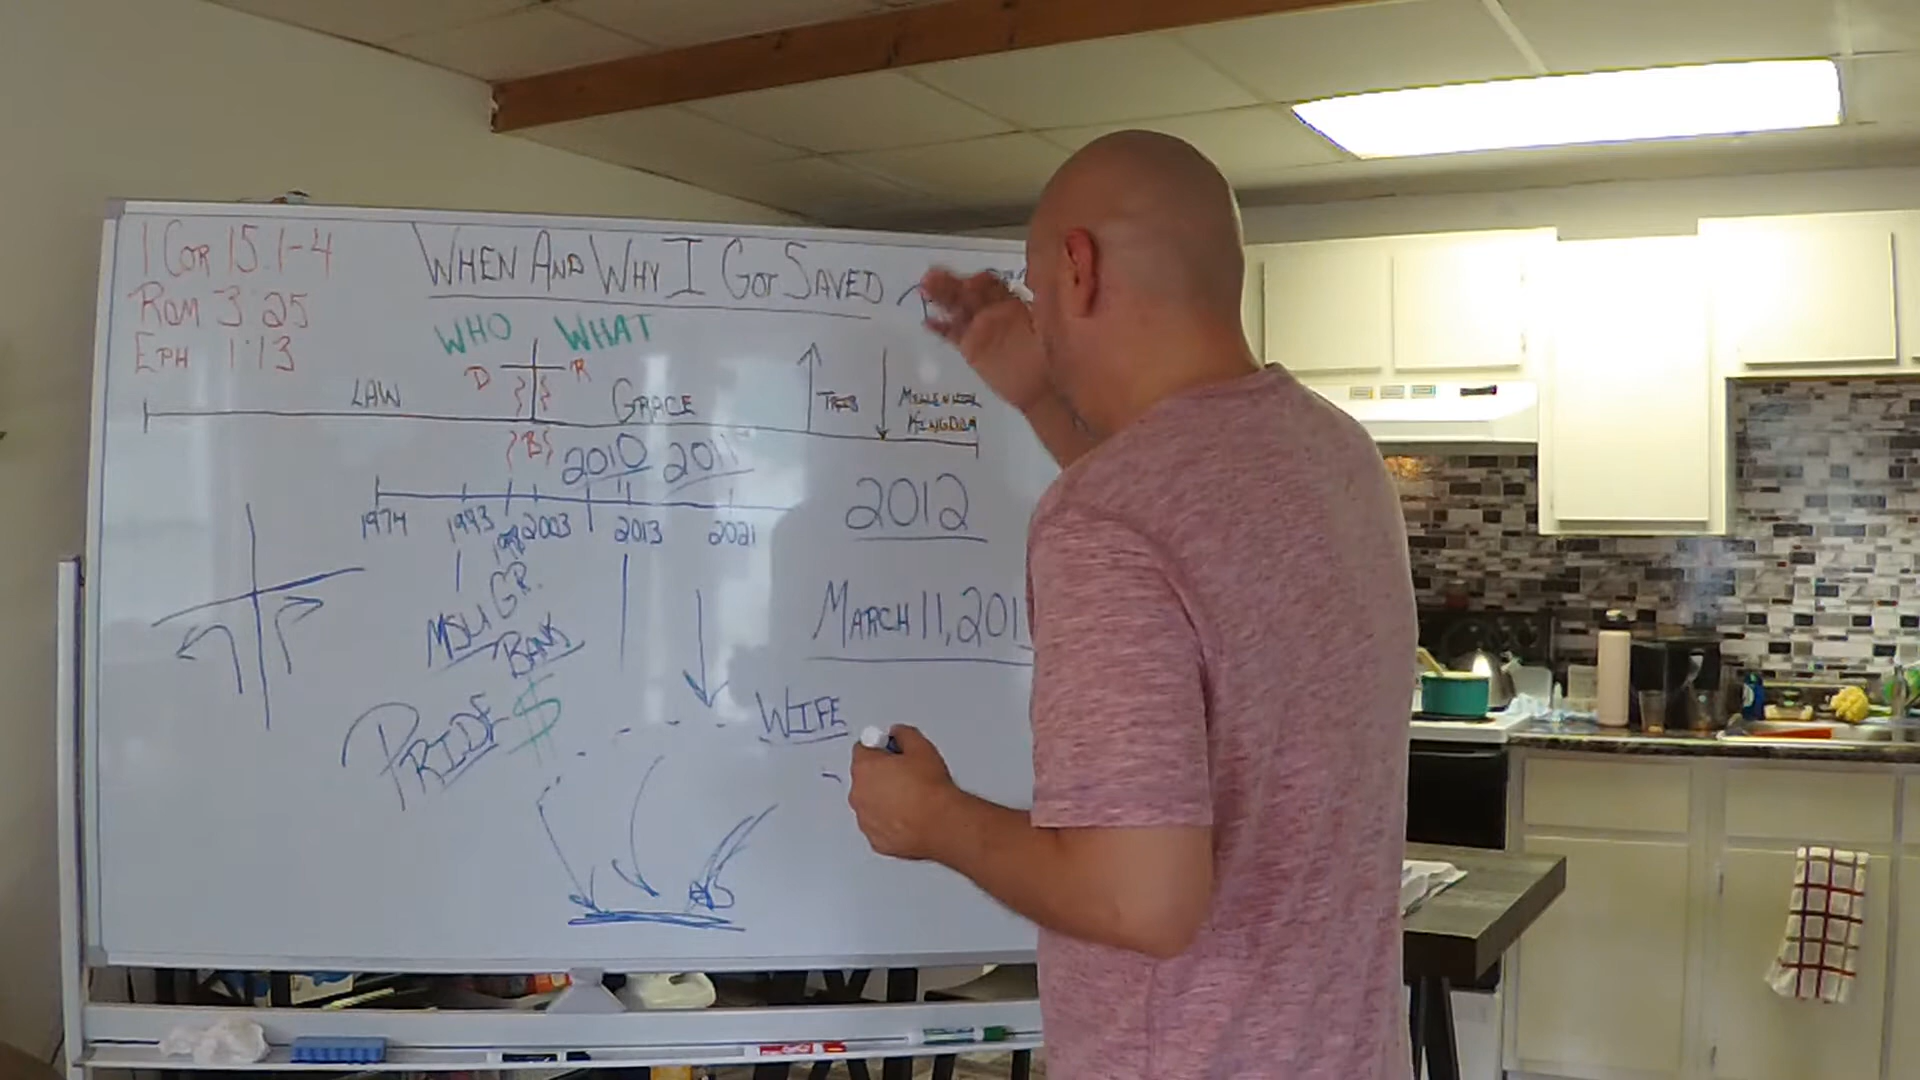 1 COR 15:1-4
ROM 3:25
EPH 1:13
WHEN AND WHY I GOT SAVED
WHO WHAT
D R
LAW GRACE
TRIB
MILLENNIAL
KINGDOM
B
2010 2011
1974 1993 1998 2003 2013 2021
2012
MSU GR.
BANK
MARCH 11, 201
PRIDE $
WIFE